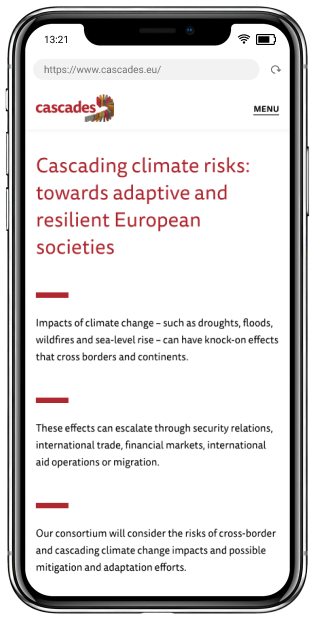 13:21
https://www.cascades.eu/
cascades
MENU
Cascading climate risks:
towards adaptive and
resilient European
societies
Impacts of climate change – such as droughts, floods,
wildfires and sea-level rise – can have knock-on effects
that cross borders and continents.
These effects can escalate through security relations,
international trade, financial markets, international
aid operations or migration.
Our consortium will consider the risks of cross-border
and cascading climate change impacts and possible
mitigation and adaptation efforts.